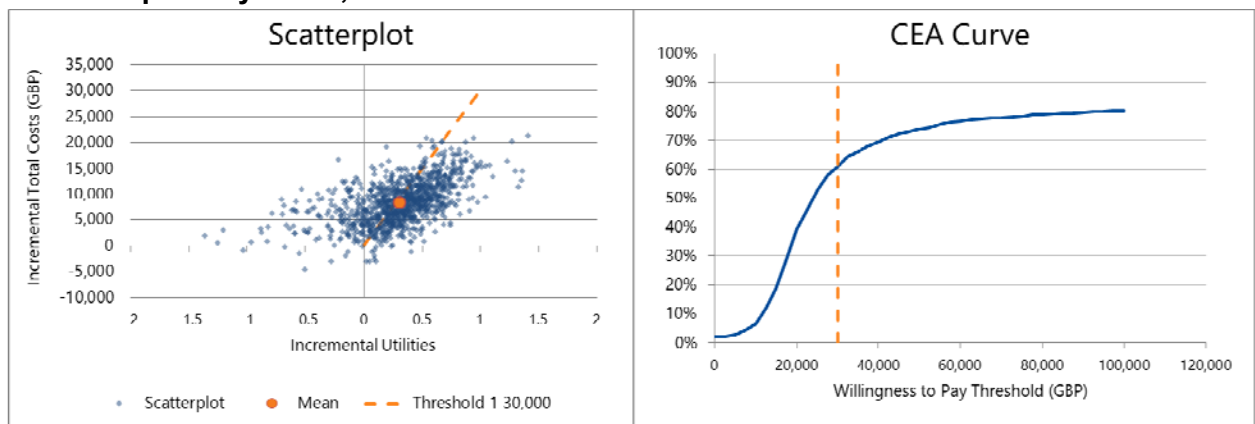 Scatterplot
Incremental Total Costs (GBP)
35,000
30,000
25,000
20,000
15,000
10,000
5,000
0
-5,000
-10,000
2 1.5 1 0.5 0 0.5 1 1.5 2
Incremental Utilities
Scatterplot Mean Threshold 1 30,000
CEA Curve
100%
90%
80%
70%
60%
50%
40%
30%
20%
10%
0%
0 20,000 40,000 60,000 80,000 100,000 120,000
Willingness to Pay Threshold (GBP)